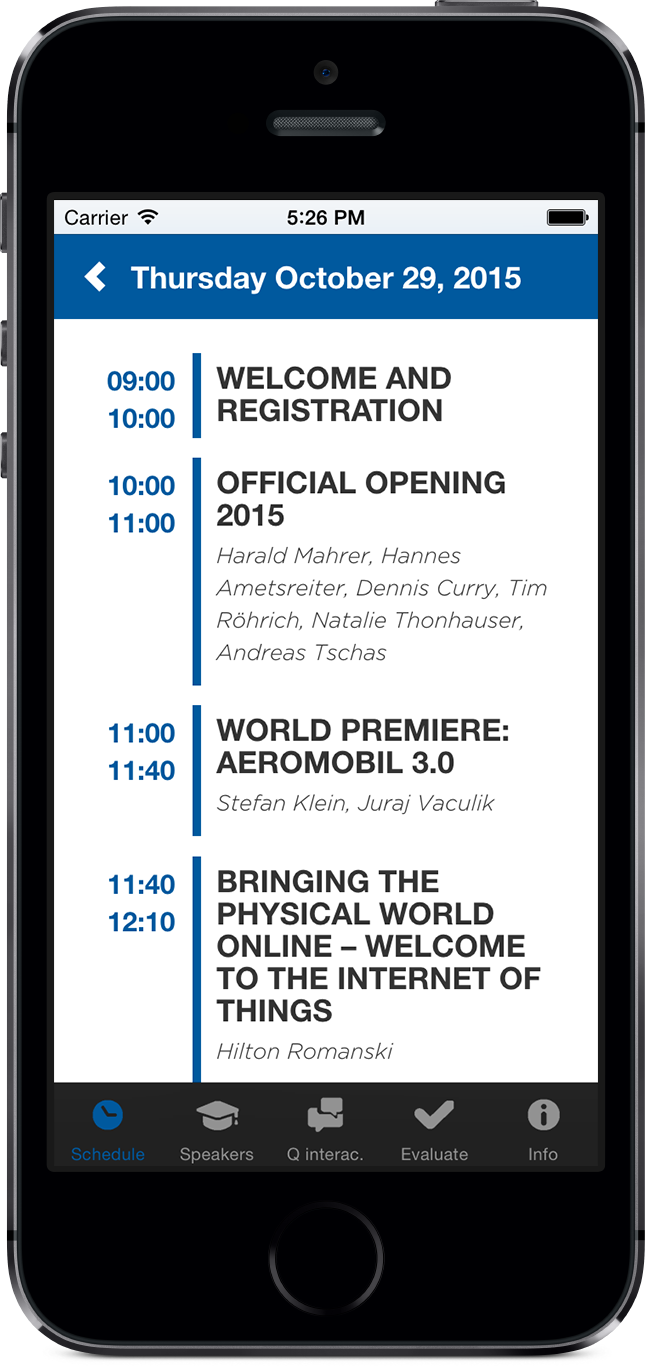 Carrier 5:26 PM
Thursday October 29, 2015
09:00
10:00
WELCOME AND
REGISTRATION
10:00
11:00
OFFICIAL OPENING
2015
Harald Mahrer, Hannes
Ametsreiter, Dennis Curry, Tim
Röhrich, Natalie Thonhauser,
Andreas Tschas
11:00
11:40
WORLD PREMIERE:
AEROMOBIL 3.0
Stefan Klein, Juraj Vaculik
11:40
12:10
BRINGING THE
PHYSICAL WORLD
ONLINE – WELCOME
TO THE INTERNET OF
THINGS
Hilton Romanski
Schedule Speakers Q interac. Evaluate Info